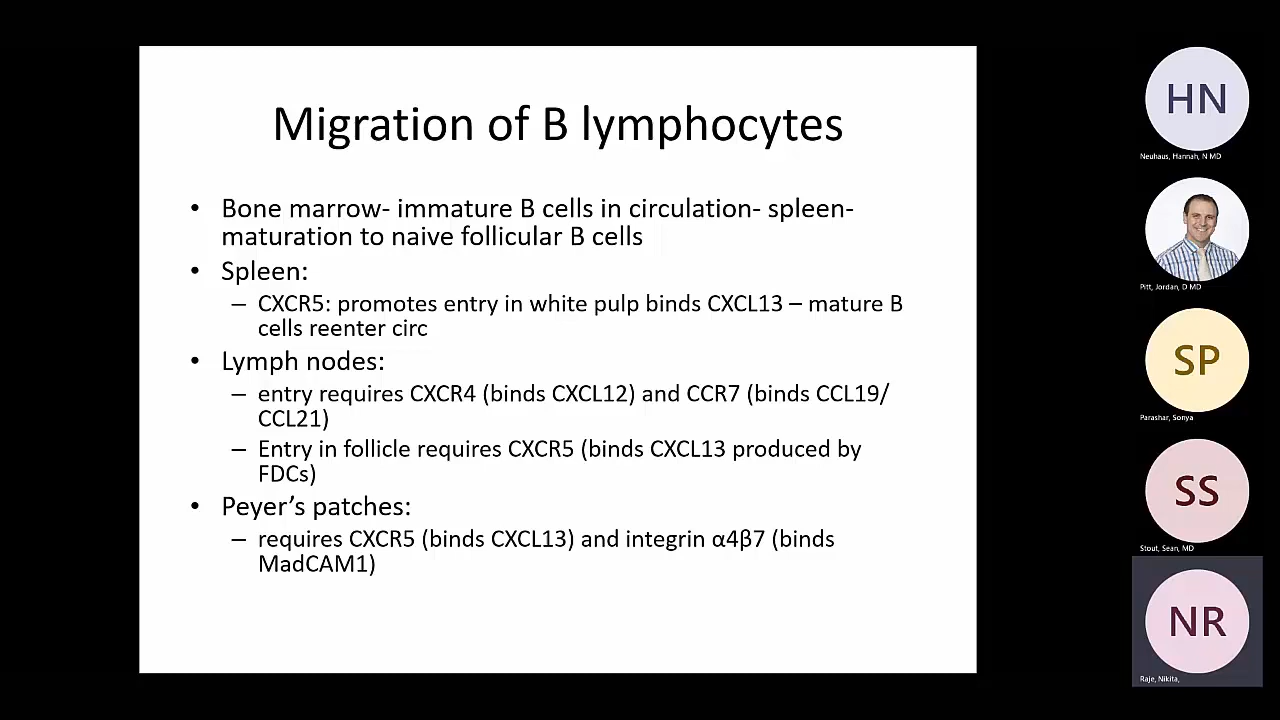 Migration of B lymphocytes
• Bone marrow- immature B cells in circulation- spleen-
maturation to naive follicular B cells
• Spleen:
– CXCR5: promotes entry in white pulp binds CXCL13 – mature B
cells reenter circ
• Lymph nodes:
– entry requires CXCR4 (binds CXCL12) and CCR7 (binds CCL19/
CCL21)
– Entry in follicle requires CXCR5 (binds CXCL13 produced by
FDCs)
• Peyer’s patches:
– requires CXCR5 (binds CXCL13) and integrin α4β7 (binds
MadCAM1)
HN
Neuhaus, Hannah, N MD
Pitt, Jordan, D MD
SP
Parashar, Sonya
SS
Stout, Sean, MD
NR
Raje, Nikita,